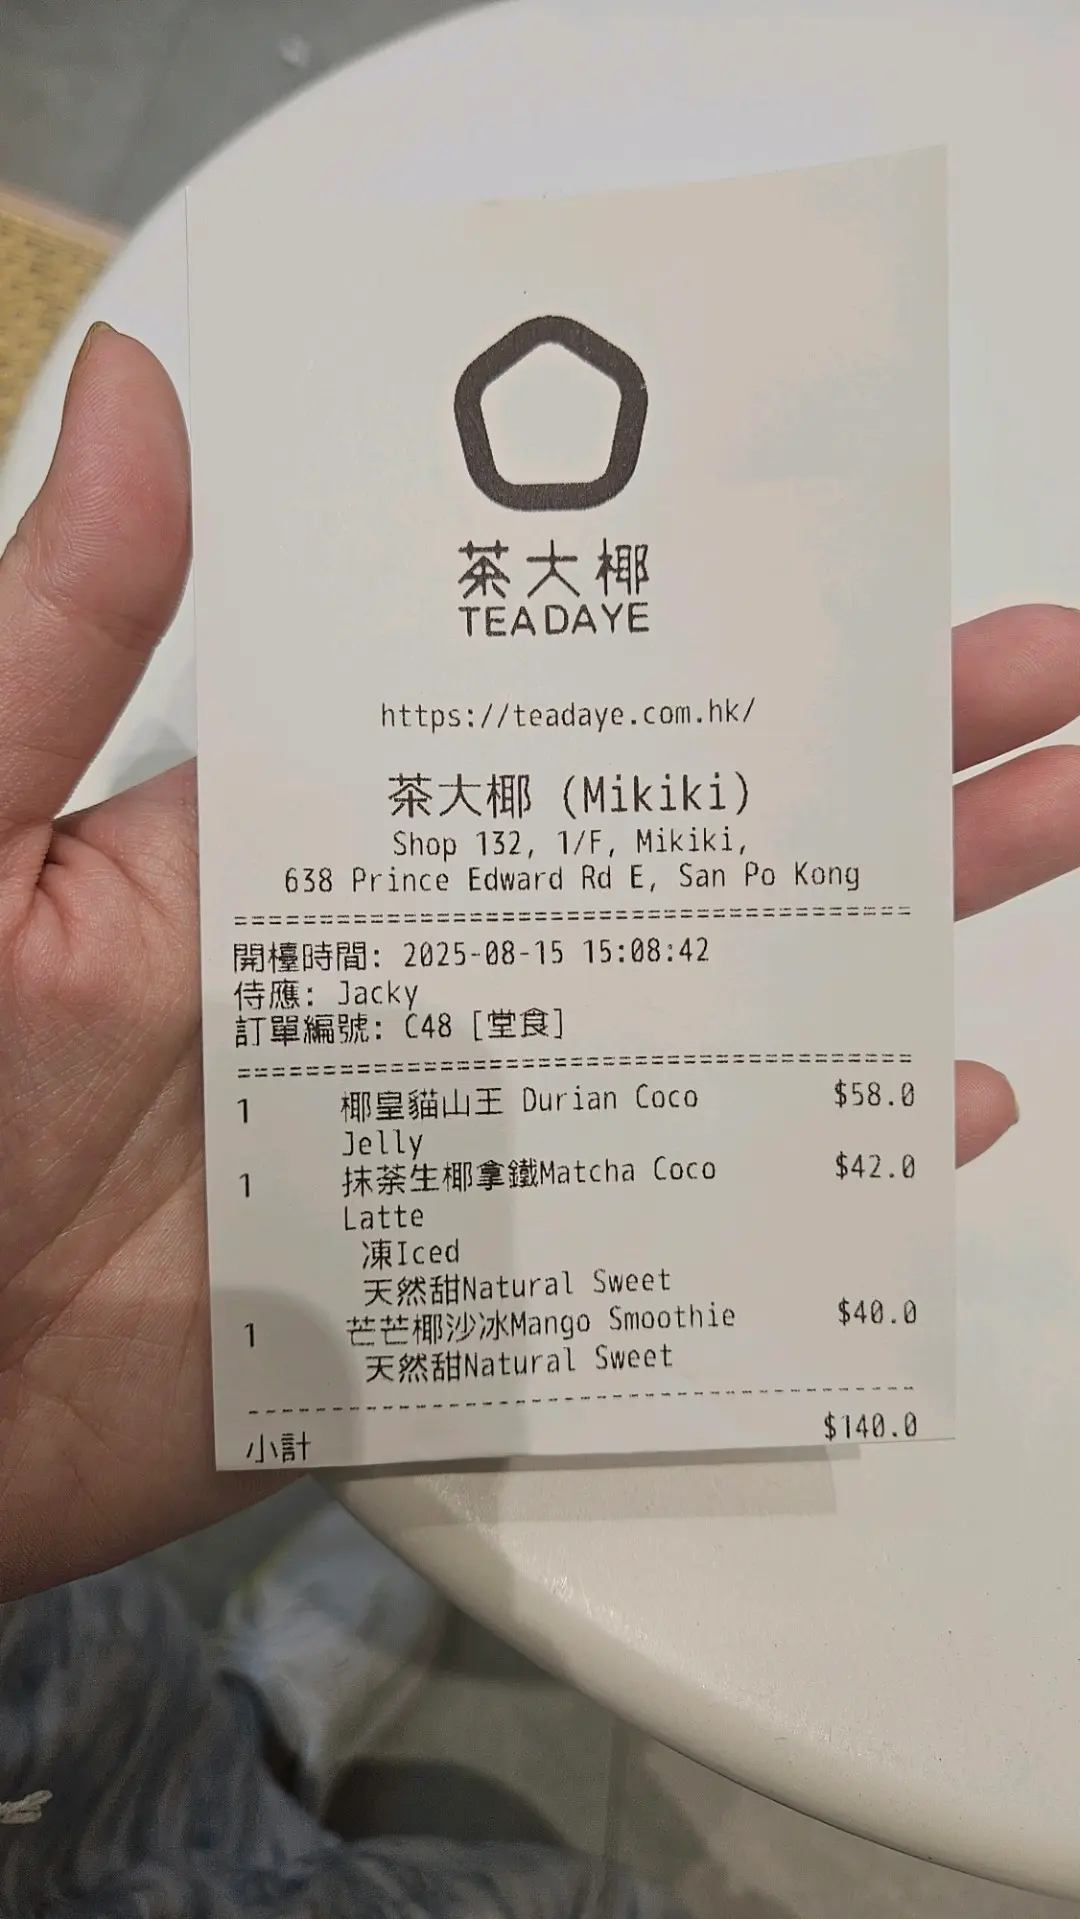 茶大椰
TEADAYE
https://teadaye.com.hk/
茶大椰 (Mikiki)
Shop 132, 1/F, Mikiki,
638 Prince Edward Rd E, San Po Kong
========================================
開檯時間: 2025-08-15 15:08:42
侍應: Jacky
訂單編號: C48 [堂食]
========================================
1 椰皇貓山王 Durian Coco $58.0
Jelly
1 抹茶生椰拿鐵Matcha Coco $42.0
Latte
凍Iced
天然甜Natural Sweet
1 芒芒椰沙冰Mango Smoothie $40.0
天然甜Natural Sweet
----------------------------------------
小計 $140.0